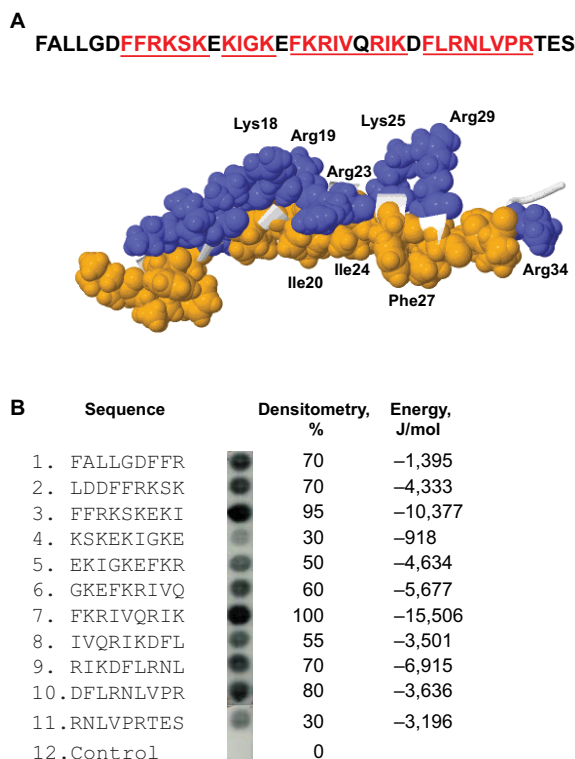 A
FALLGDFFRKSKEKIGKEFKRIVQRIKDFLRNLVPRTES
Lys18
Arg19
Lys25
Arg29
Arg23
Ile20
Ile24
Phe27
Arg34
B
Sequence Densitometry, % Energy, J/mol
1. FALLGDFFR 70 –1,395
2. LDDFFRKSK 70 –4,333
3. FFRKSKEKI 95 –10,377
4. KSKEKIGKE 30 –918
5. EKIGKEFKR 50 –4,634
6. GKEFKRIVQ 60 –5,677
7. FKRIVQRIK 100 –15,506
8. IVQRIKDFL 55 –3,501
9. RIKDFLRNL 70 –6,915
10.DFLRNLVPR 80 –3,636
11.RNLVPRTES 30 –3,196
12.Control 0